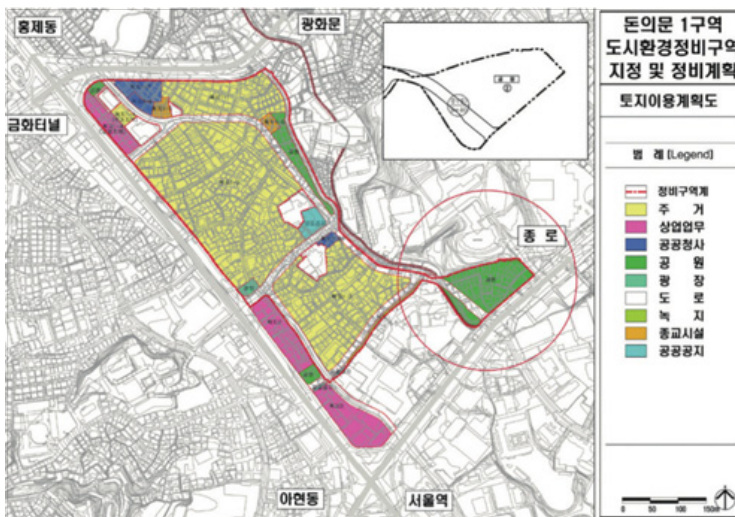 홍제동
광화문
금화터널
종 로
아현동
서울역
돈의문 1구역
도시환경정비구역
지정 및 정비계획
토지이용계획도
범 례 [Legend]
정비구역계
주 거
상업업무
공공청사
공 원
광 장
도 로
녹 지
종교시설
공공공지
0 50 100 150m